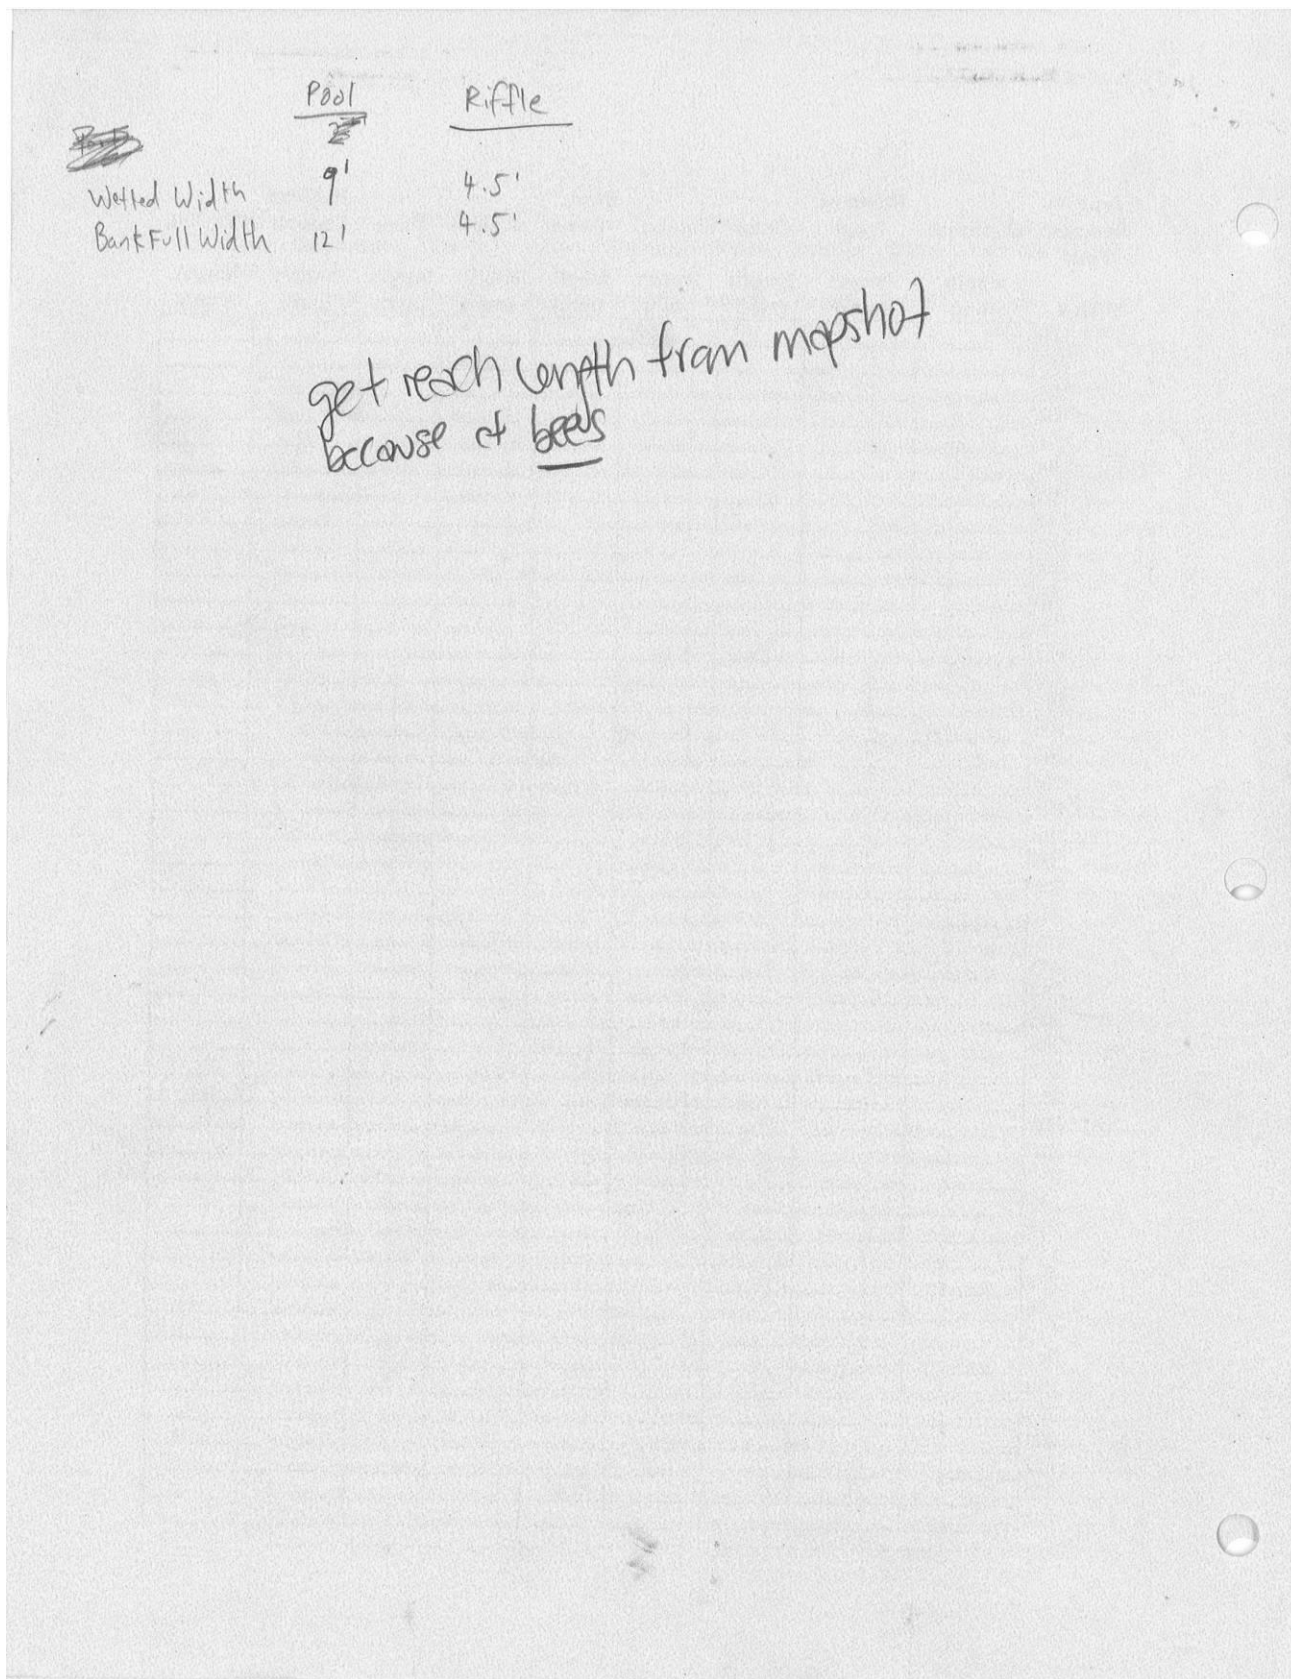 Pool Riffle
Wetted Width 9' 4.5'
BankFull Width 12' 4.5'
get reach length from mapshot
because of bees